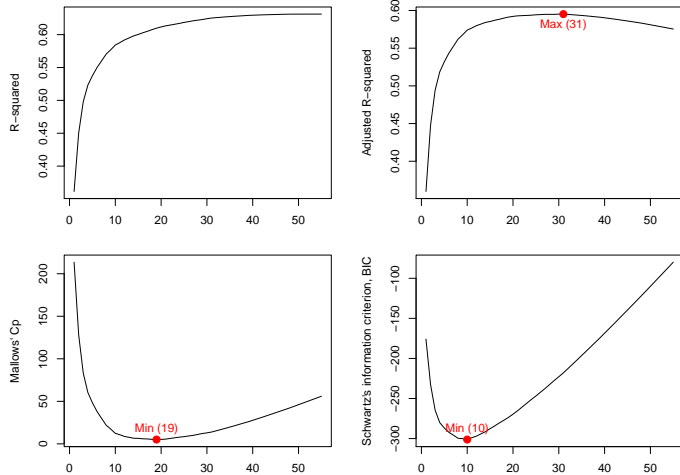 R−squared
0.60
0.55
0.50
0.45
0.40
0 10 20 30 40 50
Adjusted R−squared
0.60
0.55
0.50
0.45
0.40
Max (31)
0 10 20 30 40 50
Mallows' Cp
200
150
100
50
0
Min (19)
0 10 20 30 40 50
Schwartz's information criterion, BIC
−100
−150
−200
−250
−300
Min (10)
0 10 20 30 40 50